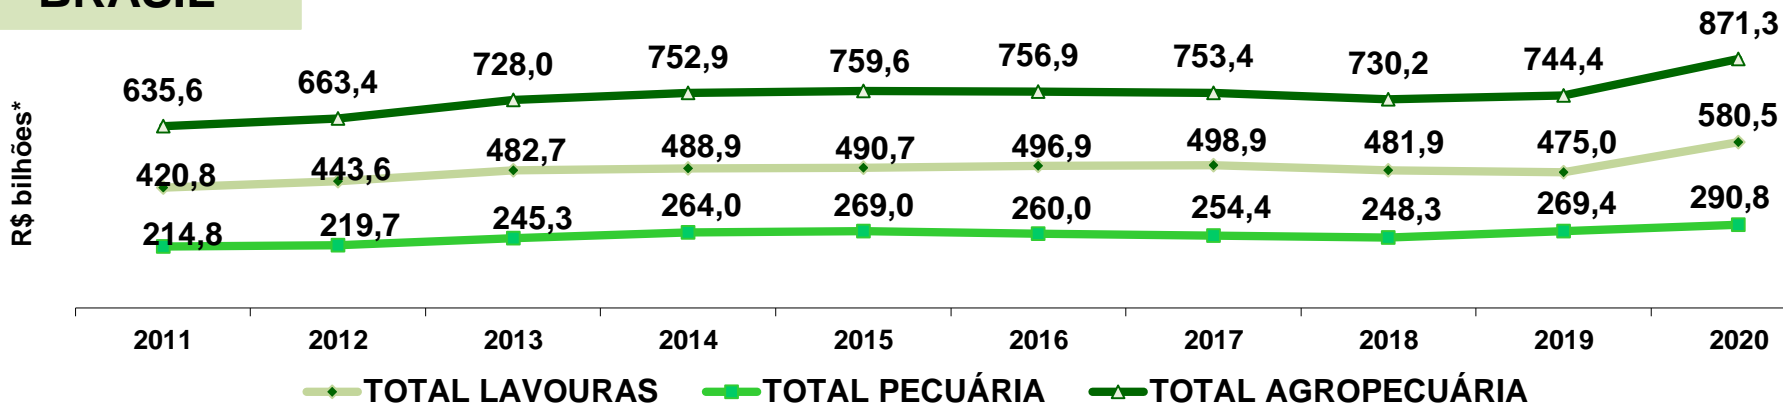 BRASIL
R$ bilhões*
635,6 663,4 728,0 752,9 759,6 756,9 753,4 730,2 744,4 871,3
420,8 443,6 482,7 488,9 490,7 496,9 498,9 481,9 475,0 580,5
214,8 219,7 245,3 264,0 269,0 260,0 254,4 248,3 269,4 290,8
2011 2012 2013 2014 2015 2016 2017 2018 2019 2020
TOTAL LAVOURAS TOTAL PECUÁRIA TOTAL AGROPECUÁRIA